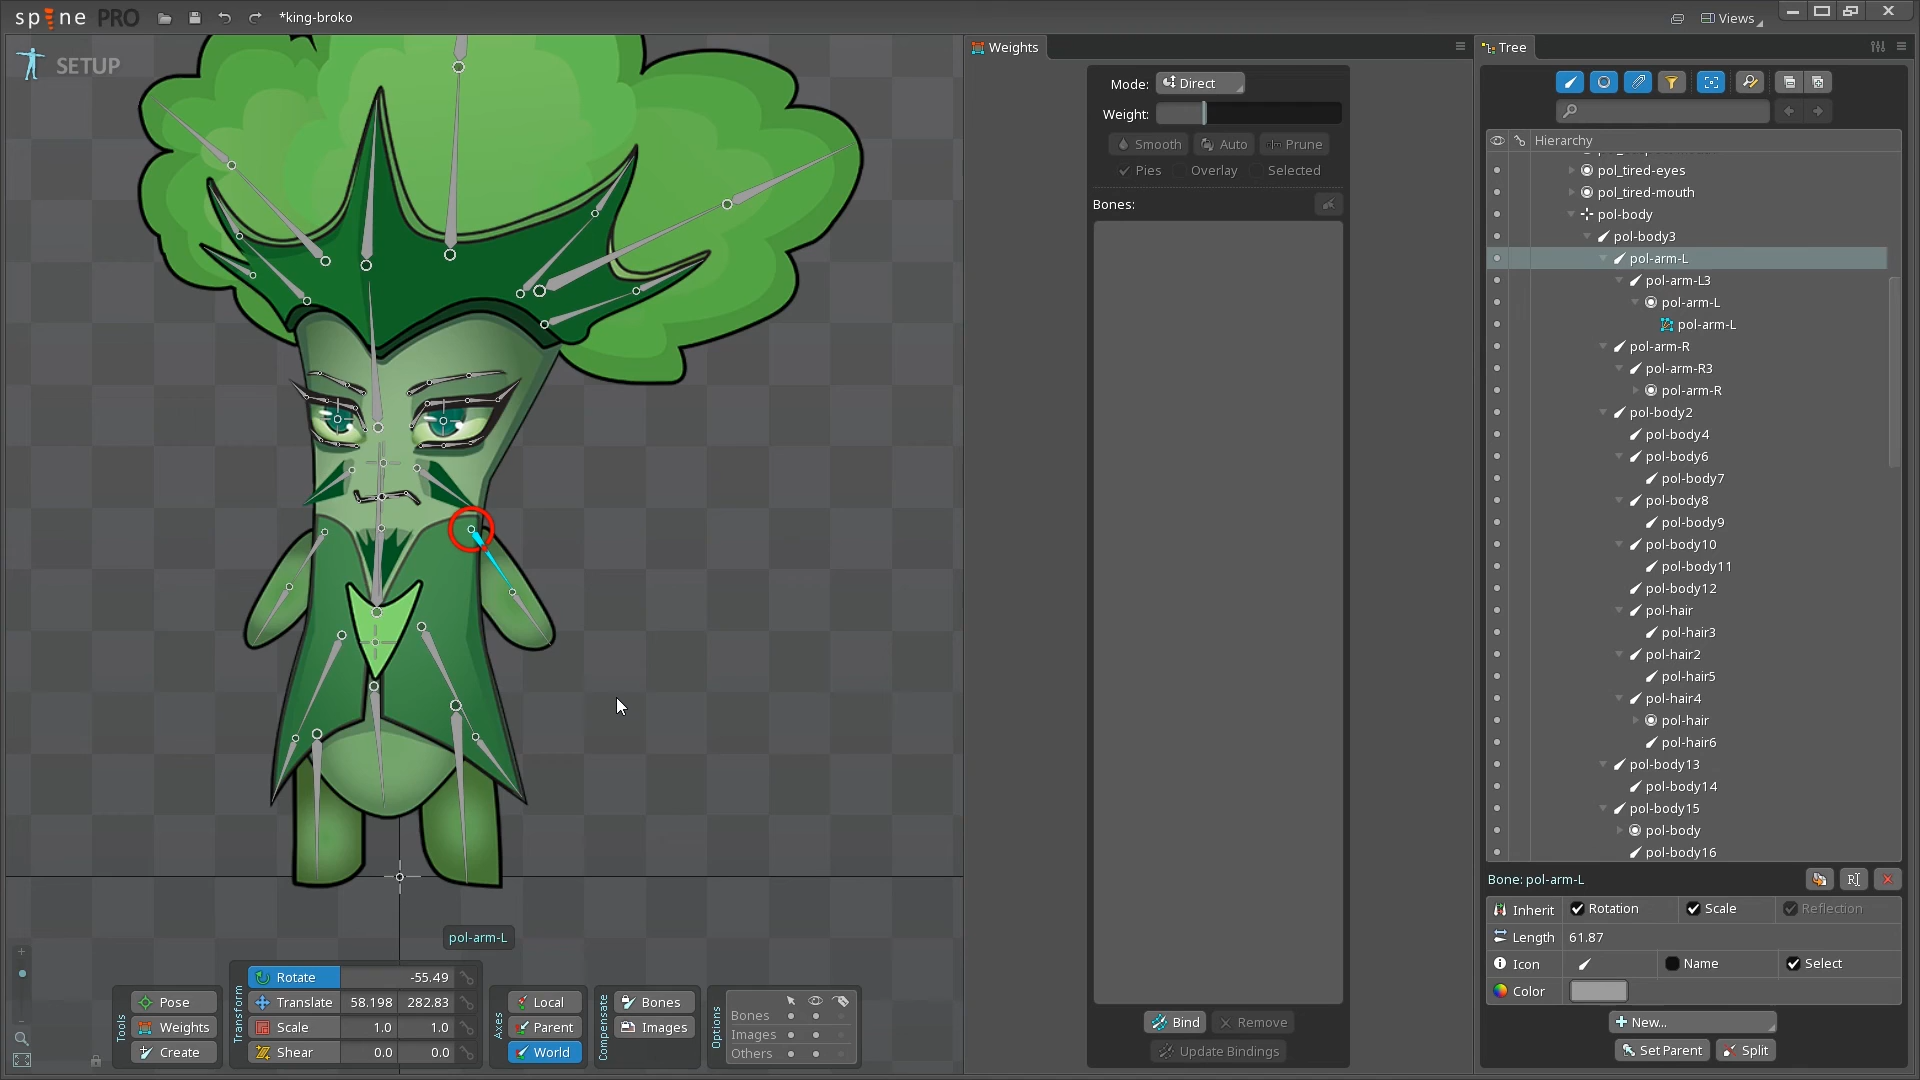 spine PRO
*king-broko
Views
SETUP
Weights
Mode: Direct
Weight:
Smooth Auto Prune
Pies Overlay Selected
Bones:
Bind Remove
Update Bindings
Tree
Hierarchy
pol_tired-eyes
pol_tired-mouth
pol-body
pol-body3
pol-arm-L
pol-arm-L3
pol-arm-L
pol-arm-L
pol-arm-R
pol-arm-R3
pol-arm-R
pol-body2
pol-body4
pol-body6
pol-body7
pol-body8
pol-body9
pol-body10
pol-body11
pol-body12
pol-hair
pol-hair3
pol-hair2
pol-hair5
pol-hair4
pol-hair
pol-hair6
pol-body13
pol-body14
pol-body15
pol-body
pol-body16
Bone: pol-arm-L
Inherit Rotation Scale Reflection
Length 61.87
Icon Name Select
Color
New...
Set Parent Split
pol-arm-L
Tools
Pose
Weights
Create
Transform
Rotate -55.49
Translate 58.198 282.83
Scale 1.0 1.0
Shear 0.0 0.0
Axes
Local
Parent
World
Compensate
Bones
Images
Options
Bones
Images
Others